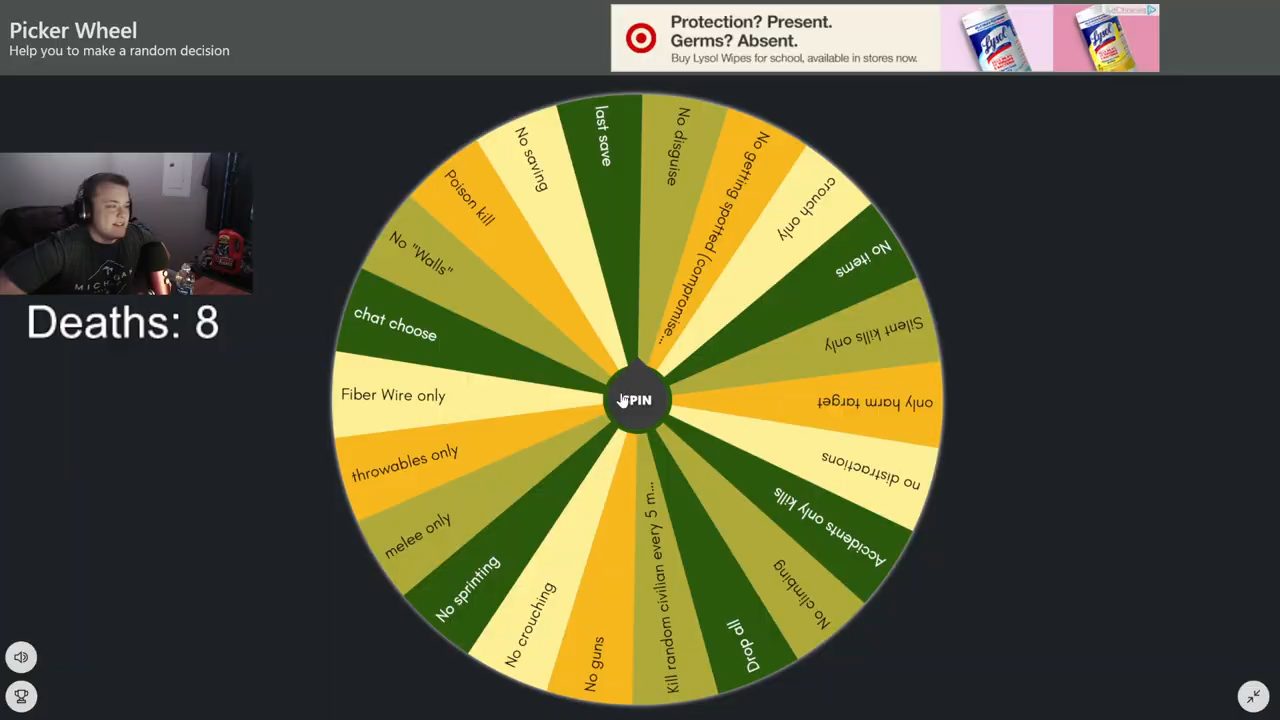 Picker Wheel
Help you to make a random decision
Protection? Present.
Germs? Absent.
Buy Lysol Wipes for school, available in stores now.
Lysol
Lysol
last save
No disguise
No getting spotted (compromise...
crouch only
No items
Silent kills only
only harm target
no distractions
Accidents only kills
No climbing
Drop all
Kill random civilian every 5 m...
No guns
No crouching
No sprinting
melee only
throwables only
Fiber Wire only
chat choose
No "Walls"
Poison kill
No saving
SPIN
Deaths: 8